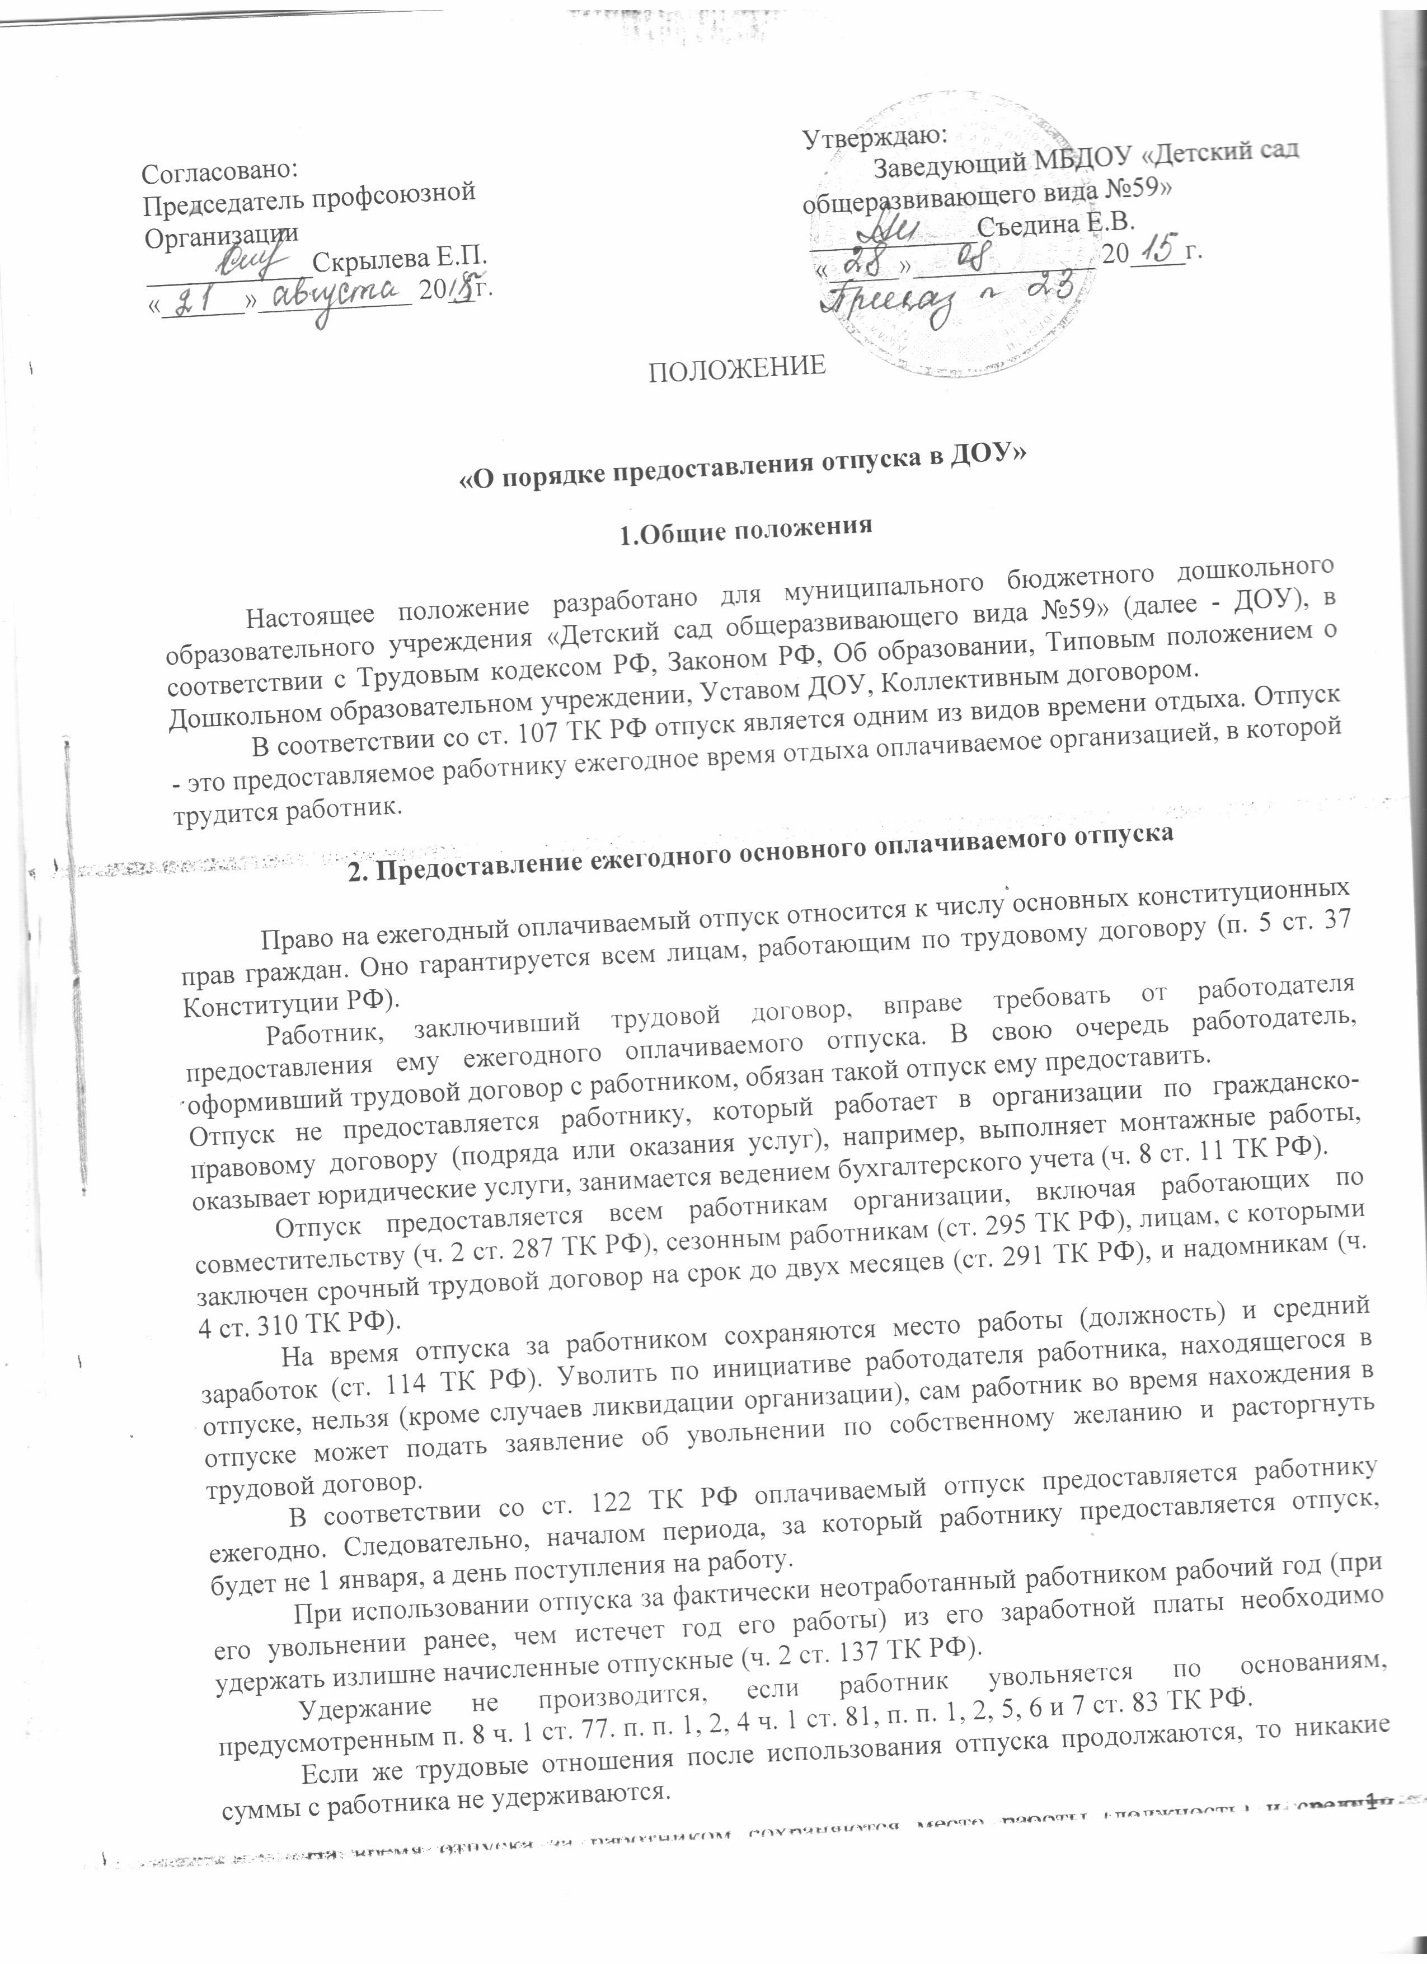 Согласовано:
Председатель профсоюзной
Организации
____________Скрылева Е.П.
«21» августа 2015г.
Утверждаю:
Заведующий МБДОУ «Детский сад
общеразвивающего вида №59»
____________Съедина Е.В.
«28» 08 2015г.
Приказ № 23
ПОЛОЖЕНИЕ
«О порядке предоставления отпуска в ДОУ»
1.Общие положения
Настоящее положение разработано для муниципального бюджетного дошкольного
образовательного учреждения «Детский сад общеразвивающего вида №59» (далее - ДОУ), в
соответствии с Трудовым кодексом РФ, Законом РФ, Об образовании, Типовым положением о
Дошкольном образовательном учреждении, Уставом ДОУ, Коллективным договором.
В соответствии со ст. 107 ТК РФ отпуск является одним из видов времени отдыха. Отпуск
- это предоставляемое работнику ежегодное время отдыха оплачиваемое организацией, в которой
трудится работник.
2. Предоставление ежегодного основного оплачиваемого отпуска
Право на ежегодный оплачиваемый отпуск относится к числу основных конституционных
прав граждан. Оно гарантируется всем лицам, работающим по трудовому договору (п. 5 ст. 37
Конституции РФ).
Работник, заключивший трудовой договор, вправе требовать от работодателя
предоставления ему ежегодного оплачиваемого отпуска. В свою очередь работодатель,
оформивший трудовой договор с работником, обязан такой отпуск ему предоставить.
Отпуск не предоставляется работнику, который работает в организации по гражданско-
правовому договору (подряда или оказания услуг), например, выполняет монтажные работы,
оказывает юридические услуги, занимается ведением бухгалтерского учета (ч. 8 ст. 11 ТК РФ).
Отпуск предоставляется всем работникам организации, включая работающих по
совместительству (ч. 2 ст. 287 ТК РФ), сезонным работникам (ст. 295 ТК РФ), лицам, с которыми
заключен срочный трудовой договор на срок до двух месяцев (ст. 291 ТК РФ), и надомникам (ч.
4 ст. 310 ТК РФ).
На время отпуска за работником сохраняются место работы (должность) и средний
заработок (ст. 114 ТК РФ). Уволить по инициативе работодателя работника, находящегося в
отпуске, нельзя (кроме случаев ликвидации организации), сам работник во время нахождения в
отпуске может подать заявление об увольнении по собственному желанию и расторгнуть
трудовой договор.
В соответствии со ст. 122 ТК РФ оплачиваемый отпуск предоставляется работнику
ежегодно. Следовательно, началом периода, за который работнику предоставляется отпуск,
будет не 1 января, а день поступления на работу.
При использовании отпуска за фактически неотработанный работником рабочий год (при
его увольнении ранее, чем истечет год его работы) из его заработной платы необходимо
удержать излишне начисленные отпускные (ч. 2 ст. 137 ТК РФ).
Удержание не производится, если работник увольняется по основаниям,
предусмотренным п. 8 ч. 1 ст. 77. п. п. 1, 2, 4 ч. 1 ст. 81, п. п. 1, 2, 5, 6 и 7 ст. 83 ТК РФ.
Если же трудовые отношения после использования отпуска продолжаются, то никакие
суммы с работника не удерживаются.
1
время отпуска за работником сохраняются место работы (должность) и средний